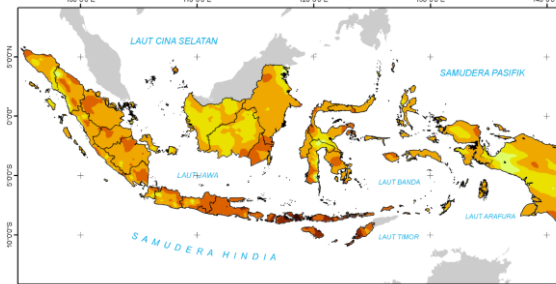 LAUT CINA SELATAN
SAMUDERA PASIFIK
5°0'0"N
0°0'0"
LAUT JAWA
LAUT BANDA
5°0'0"S
LAUT ARAFURA
10°0'0"S
LAUT TIMOR
SAMUDERA HINDIA